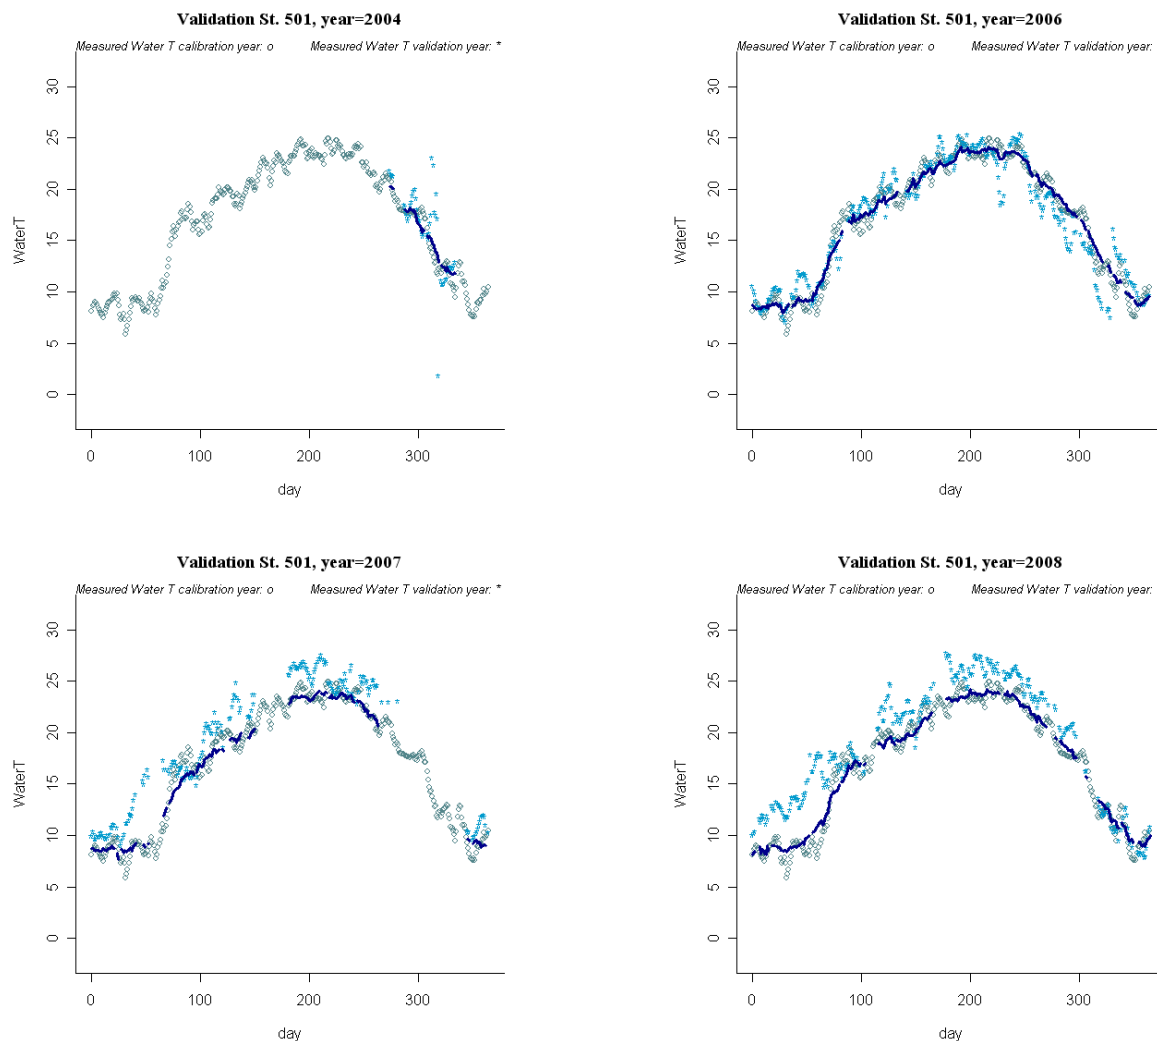 Validation St. 501, year=2004
Measured Water T calibration year: o Measured Water T validation year: *
WaterT
0 5 10 15 20 25 30
0 100 200 300
day
Validation St. 501, year=2006
Measured Water T calibration year: o Measured Water T validation year:
WaterT
0 5 10 15 20 25 30
0 100 200 300
day
Validation St. 501, year=2007
Measured Water T calibration year: o Measured Water T validation year: *
WaterT
0 5 10 15 20 25 30
0 100 200 300
day
Validation St. 501, year=2008
Measured Water T calibration year: o Measured Water T validation year:
WaterT
0 5 10 15 20 25 30
0 100 200 300
day